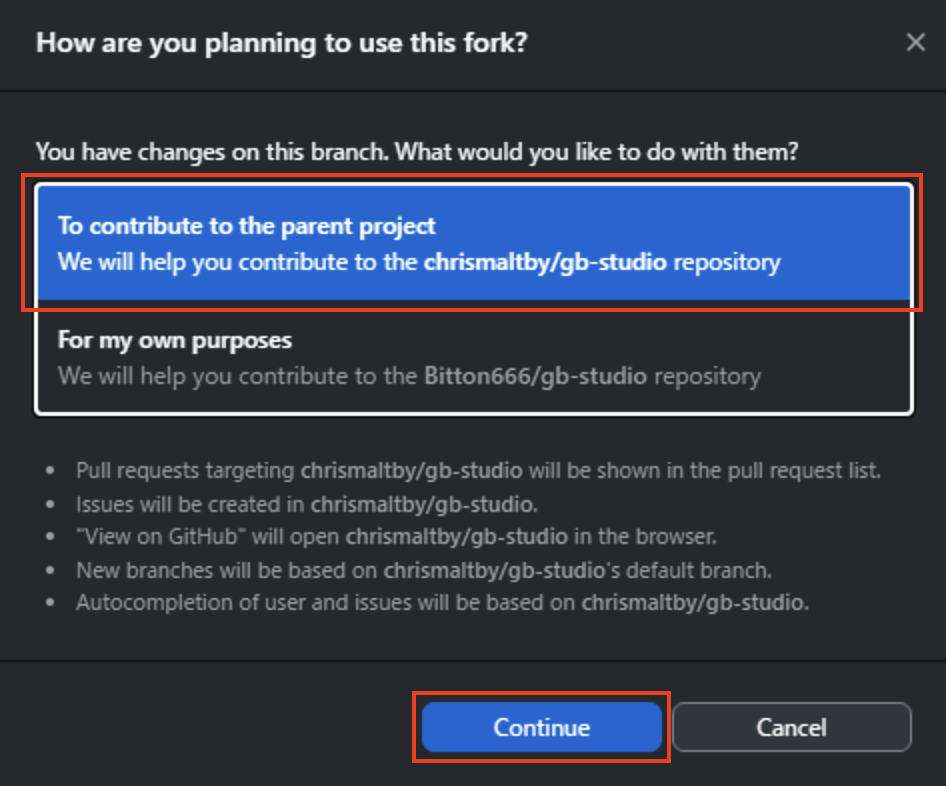 How are you planning to use this fork?
You have changes on this branch. What would you like to do with them?
To contribute to the parent project
We will help you contribute to the chrismaltby/gb-studio repository
For my own purposes
We will help you contribute to the Bitton666/gb-studio repository
• Pull requests targeting chrismaltby/gb-studio will be shown in the pull request list.
• Issues will be created in chrismaltby/gb-studio.
• "View on GitHub" will open chrismaltby/gb-studio in the browser.
• New branches will be based on chrismaltby/gb-studio's default branch.
• Autocompletion of user and issues will be based on chrismaltby/gb-studio.
Continue
Cancel